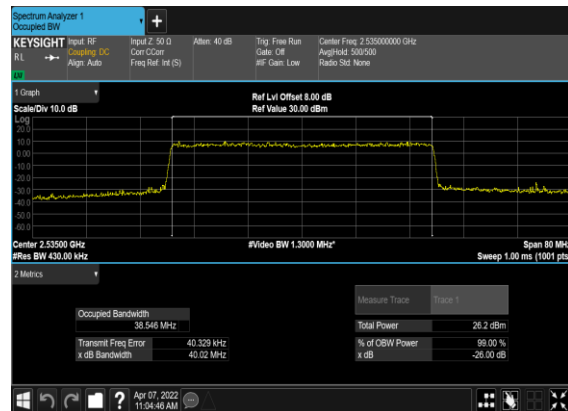 Spectrum Analyzer 1
Occupied BW
KEYSIGHT
RL
Input: RF
Coupling: DC
Align: Auto
Input Z: 50 Ω
Corr CCorr
Freq Ref: Int (S)
Atten: 40 dB
Trig: Free Run
Gate: Off
#IF Gain: Low
Center Freq: 2.535000000 GHz
Avg|Hold: 500/500
Radio Std: None
1 Graph
Scale/Div 10.0 dB
Ref Lvl Offset 8.00 dB
Ref Value 30.00 dBm
Log
20.0
10.0
0.00
-10.0
-20.0
-30.0
-40.0
-50.0
-60.0
Center 2.53500 GHz
#Res BW 430.00 kHz
#Video BW 1.3000 MHz*
Span 80 MHz
Sweep 1.00 ms (1001 pts)
2 Metrics
Measure Trace
Trace 1
Occupied Bandwidth
38.546 MHz
Total Power
26.2 dBm
Transmit Freq Error
40.329 kHz
% of OBW Power
99.00 %
x dB Bandwidth
40.02 MHz
x dB
-26.00 dB
?
Apr 07, 2022
11:04:46 AM